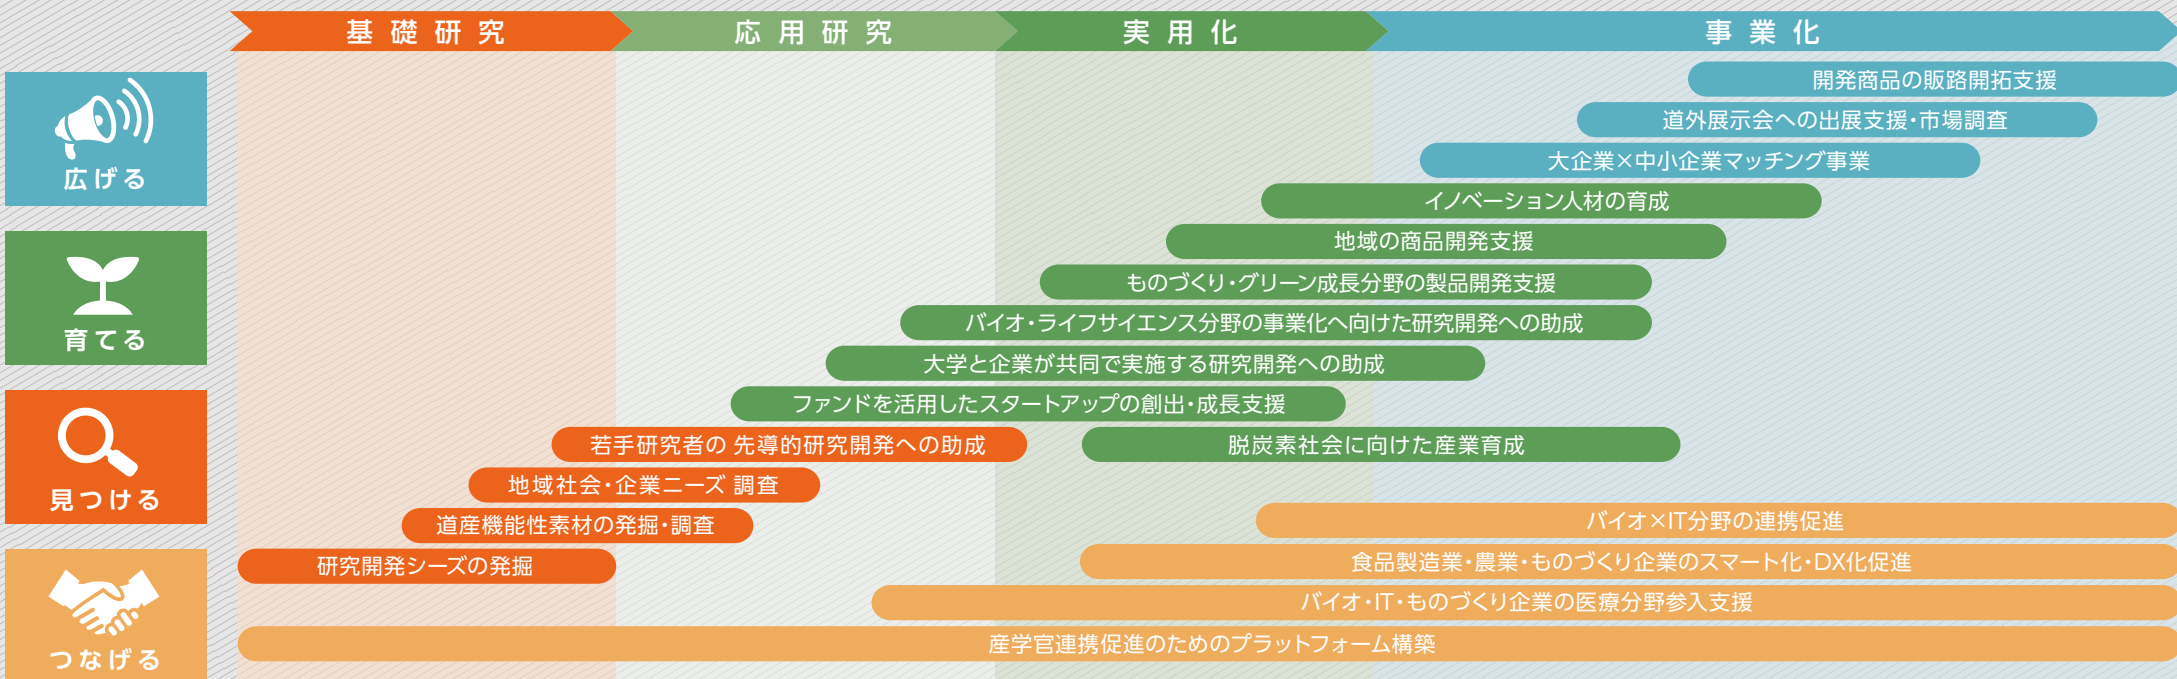 基礎研究
応用研究
実用化
事業化
広げる
開発商品の販路開拓支援
道外展示会への出展支援・市場調査
大企業×中小企業マッチング事業
イノベーション人材の育成
育てる
地域の商品開発支援
ものづくり・グリーン成長分野の製品開発支援
バイオ・ライフサイエンス分野の事業化へ向けた研究開発への助成
大学と企業が共同で実施する研究開発への助成
ファンドを活用したスタートアップの創出・成長支援
見つける
若手研究者の 先導的研究開発への助成
脱炭素社会に向けた産業育成
地域社会・企業ニーズ 調査
道産機能性素材の発掘・調査
バイオ×IT分野の連携促進
つなげる
研究開発シーズの発掘
食品製造業・農業・ものづくり企業のスマート化・DX化促進
バイオ・IT・ものづくり企業の医療分野参入支援
産学官連携促進のためのプラットフォーム構築